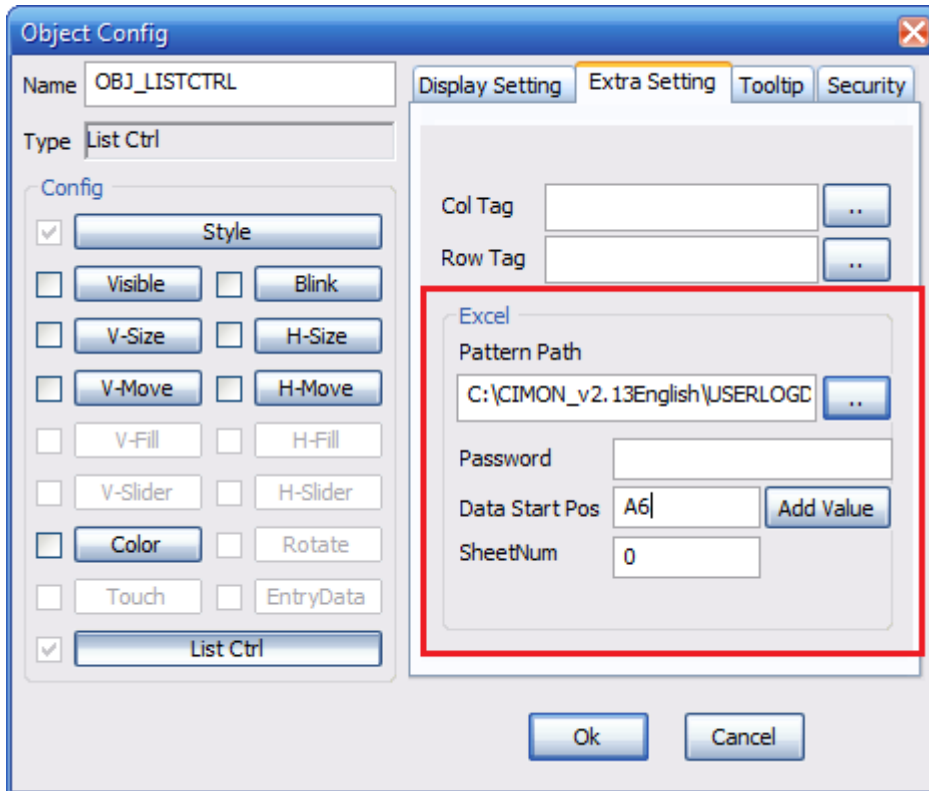 Object Config
Name OBJ_LISTCTRL
Type List Ctrl
Config
Style
Visible Blink
V-Size H-Size
V-Move H-Move
V-Fill H-Fill
V-Slider H-Slider
Color Rotate
Touch EntryData
List Ctrl
Display Setting Extra Setting Tooltip Security
Col Tag ..
Row Tag ..
Excel
Pattern Path
C:\CIMON_v2.13English\USERLOGD ..
Password
Data Start Pos A6 Add Value
SheetNum 0
Ok Cancel